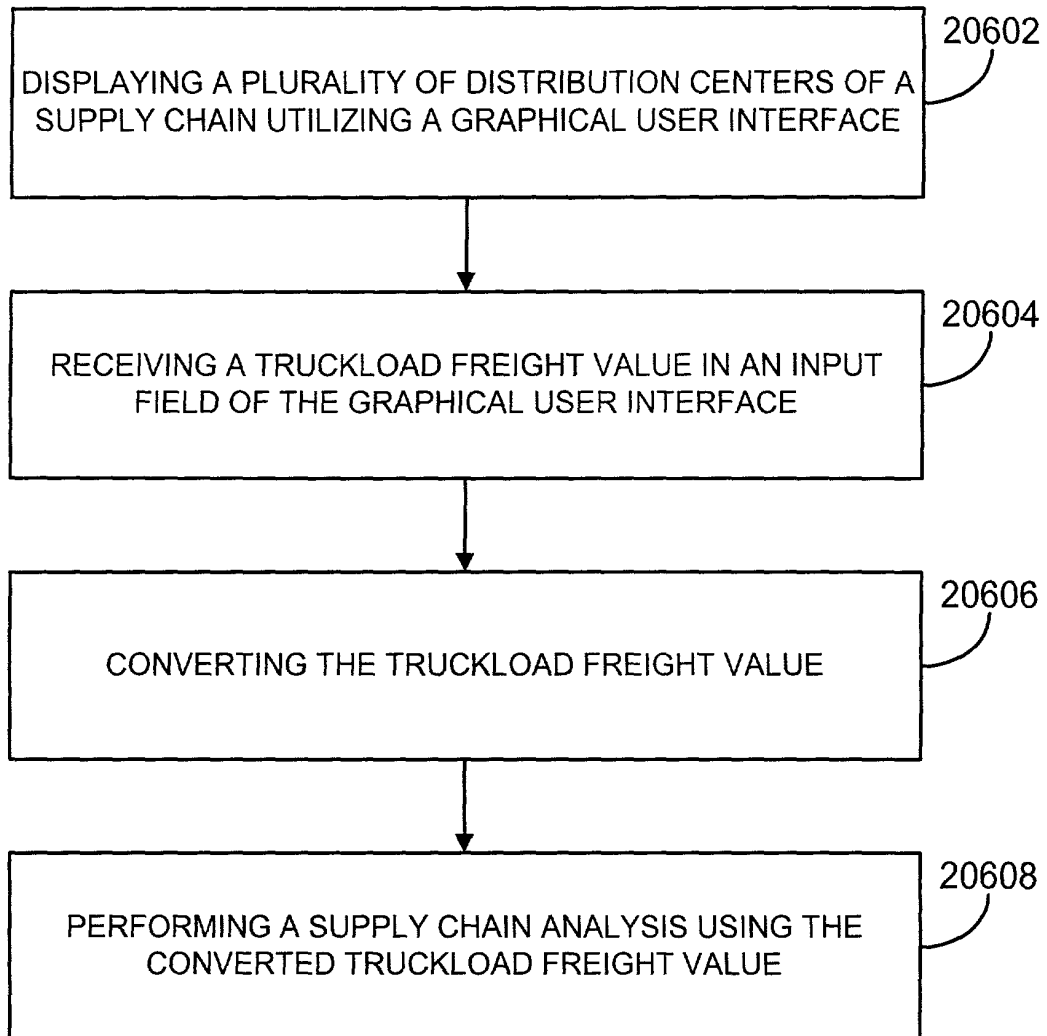 20602
DISPLAYING A PLURALITY OF DISTRIBUTION CENTERS OF A
SUPPLY CHAIN UTILIZING A GRAPHICAL USER INTERFACE
20604
RECEIVING A TRUCKLOAD FREIGHT VALUE IN AN INPUT
FIELD OF THE GRAPHICAL USER INTERFACE
20606
CONVERTING THE TRUCKLOAD FREIGHT VALUE
20608
PERFORMING A SUPPLY CHAIN ANALYSIS USING THE
CONVERTED TRUCKLOAD FREIGHT VALUE